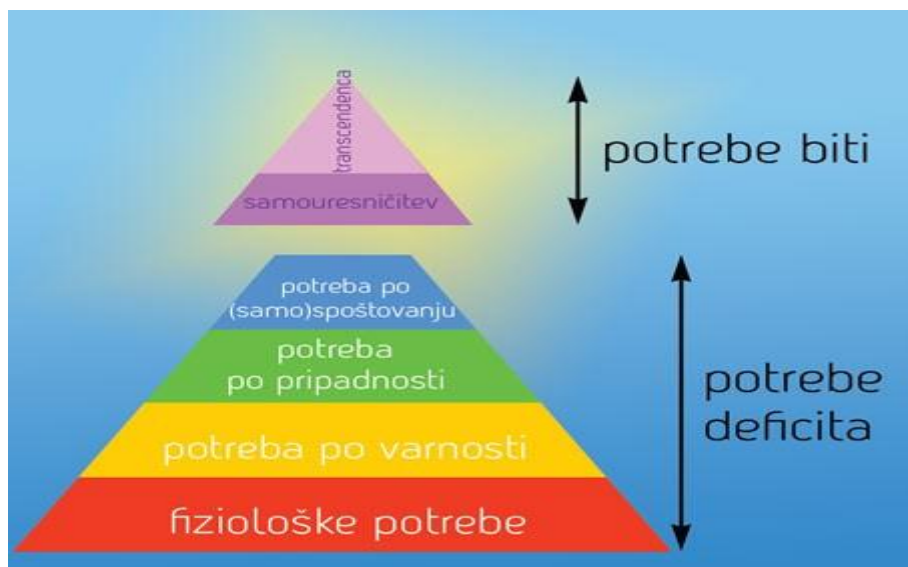 transcendenca
samouresničitev
potrebe biti
potreba po
(samo)spoštovanju
potreba
po pripadnosti
potreba po varnosti
fiziološke potrebe
potrebe
deficita